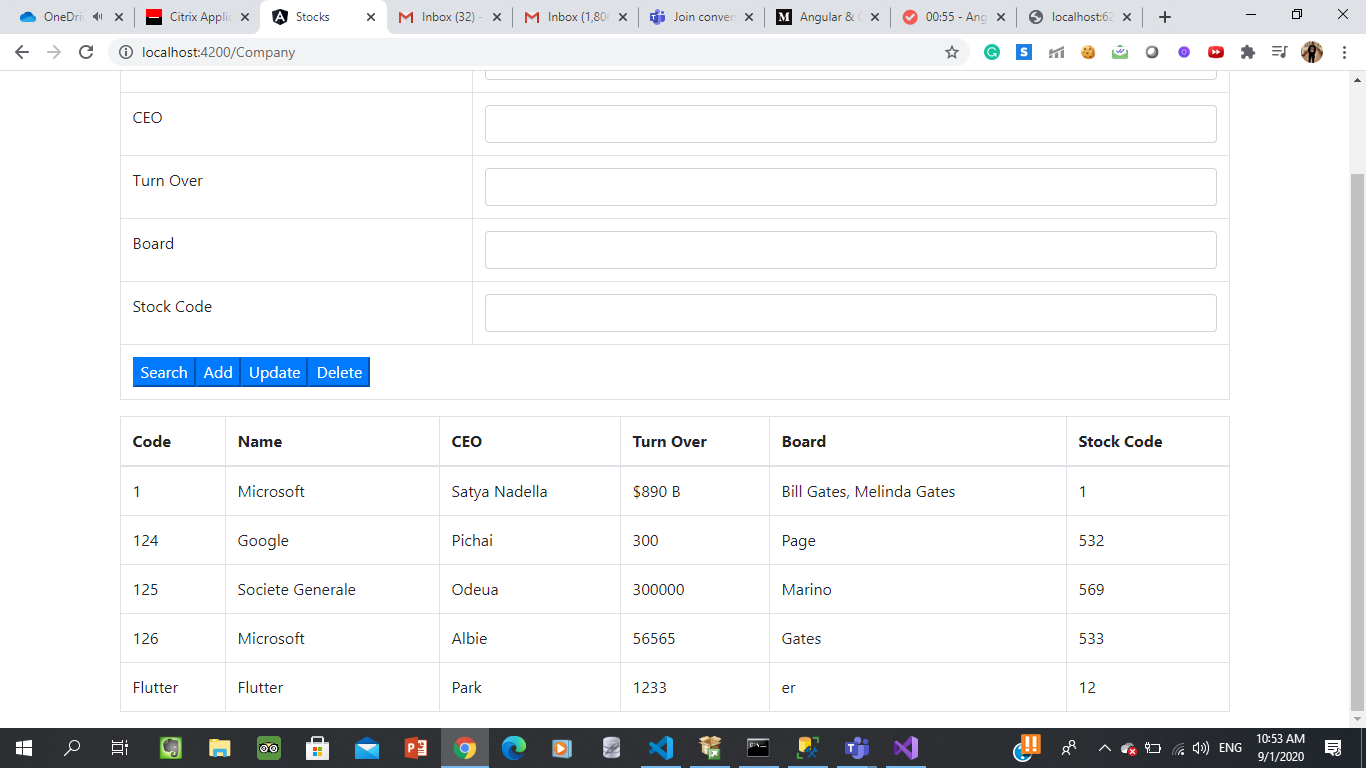 OneDri
Citrix Applic
Stocks
Inbox (32) -
Inbox (1,80
Join conver
Angular &
00:55 - Ang
localhost:62
localhost:4200/Company
CEO
Turn Over
Board
Stock Code
Search Add Update Delete
Code Name CEO Turn Over Board Stock Code
1 Microsoft Satya Nadella $890 B Bill Gates, Melinda Gates 1
124 Google Pichai 300 Page 532
125 Societe Generale Odeua 300000 Marino 569
126 Microsoft Albie 56565 Gates 533
Flutter Flutter Park 1233 er 12
ENG
10:53 AM
9/1/2020